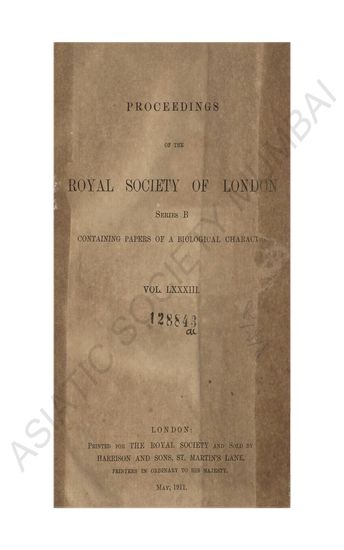 PROCEEDINGS
OF THE
ROYAL SOCIETY OF LONDON
SERIES B
CONTAINING PAPERS OF A BIOLOGICAL CHARACT
VOL. LXXXIII.
128843
LONDON:
PRINTED FOR THE ROYAL SOCIETY AND SOLD BY
HARRISON AND SONS, ST. MARTIN'S LANE,
PRINTERS IN ORDINARY TO HIS MAJESTY.
MAY, 1911.
ASIATIC SOCIETY MUMBAI